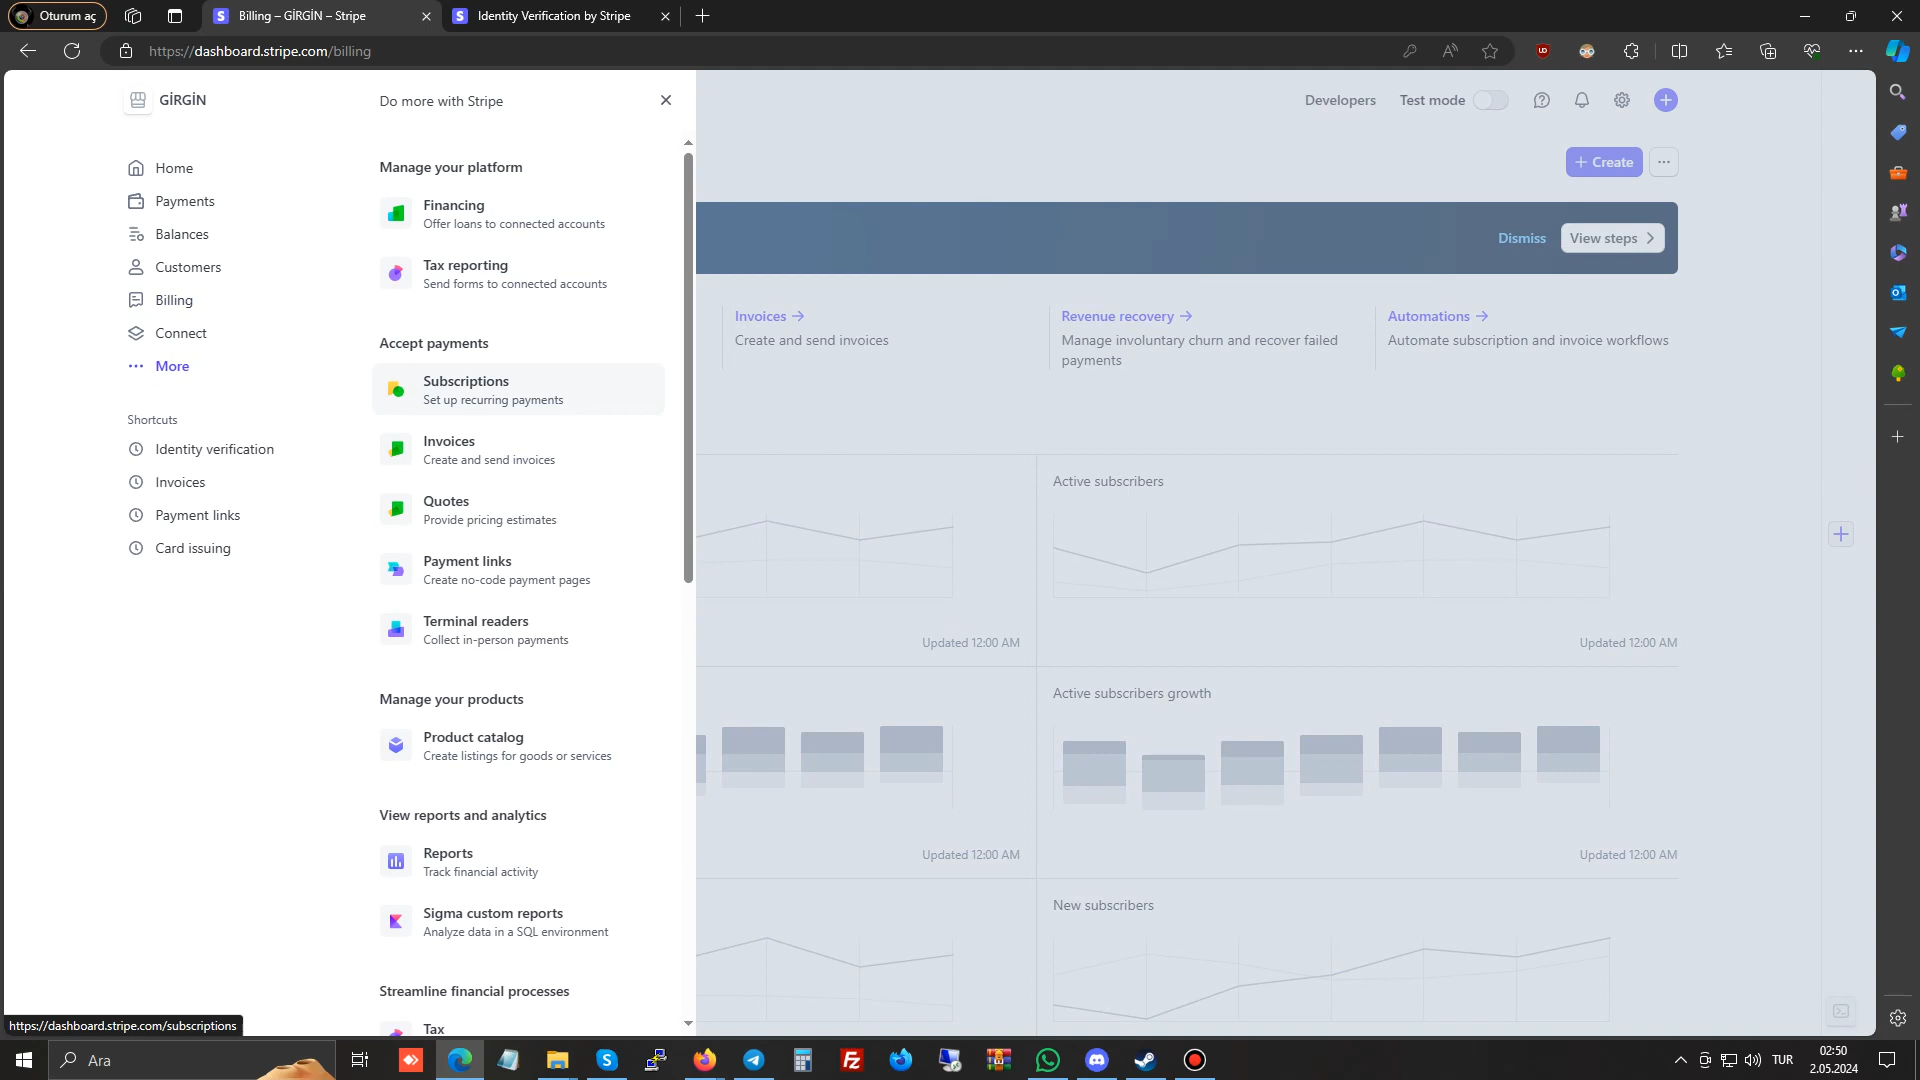 Oturum aç
Billing – GİRGİN – Stripe
Identity Verification by Stripe
https://dashboard.stripe.com/billing
GİRGİN
Do more with Stripe
Developers
Test mode
Home
Payments
Balances
Customers
Billing
Connect
More
Shortcuts
Identity verification
Invoices
Payment links
Card issuing
Manage your platform
Financing
Offer loans to connected accounts
Tax reporting
Send forms to connected accounts
Accept payments
Subscriptions
Set up recurring payments
Invoices
Create and send invoices
Quotes
Provide pricing estimates
Payment links
Create no-code payment pages
Terminal readers
Collect in-person payments
Manage your products
Product catalog
Create listings for goods or services
View reports and analytics
Reports
Track financial activity
Sigma custom reports
Analyze data in a SQL environment
Streamline financial processes
Tax
+ Create
Dismiss
View steps
Invoices →
Create and send invoices
Revenue recovery →
Manage involuntary churn and recover failed
payments
Automations →
Automate subscription and invoice workflows
Active subscribers
Updated 12:00 AM
Updated 12:00 AM
Active subscribers growth
Updated 12:00 AM
Updated 12:00 AM
New subscribers
https://dashboard.stripe.com/subscriptions
Ara
TUR
02:50
2.05.2024